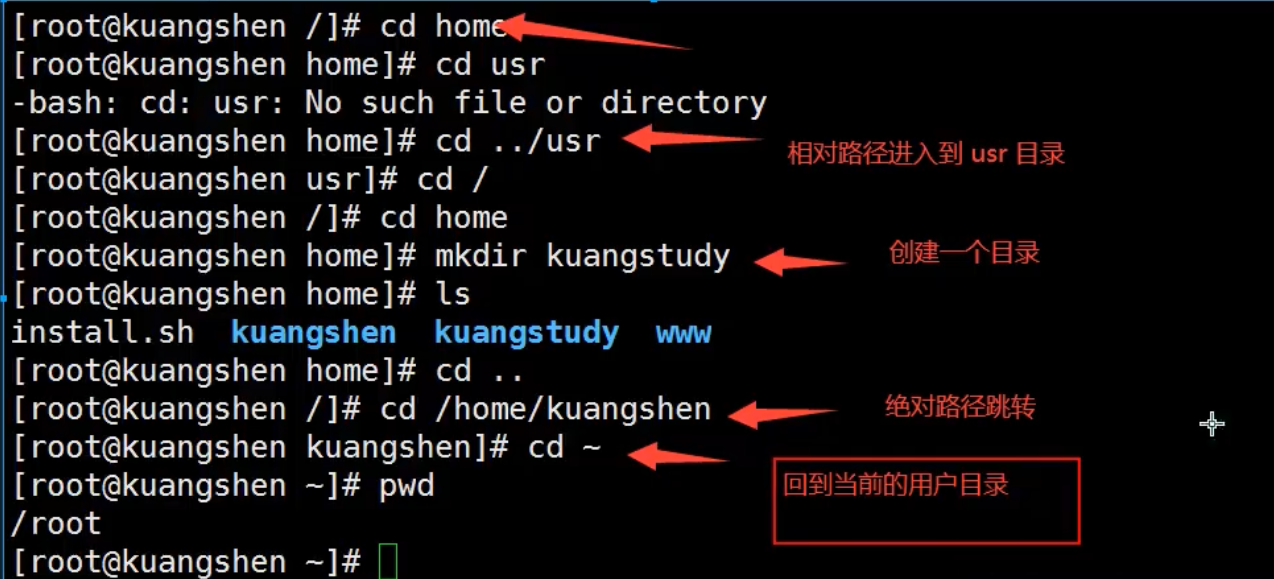 [root@kuangshen /]# cd home
[root@kuangshen home]# cd usr
-bash: cd: usr: No such file or directory
[root@kuangshen home]# cd ../usr
相对路径进入到 usr 目录
[root@kuangshen usr]# cd /
[root@kuangshen /]# cd home
[root@kuangshen home]# mkdir kuangstudy
创建一个目录
[root@kuangshen home]# ls
install.sh  kuangshen  kuangstudy  www
[root@kuangshen home]# cd ..
[root@kuangshen /]# cd /home/kuangshen
绝对路径跳转
[root@kuangshen kuangshen]# cd ~
[root@kuangshen ~]# pwd
回到当前的用户目录
/root
[root@kuangshen ~]#